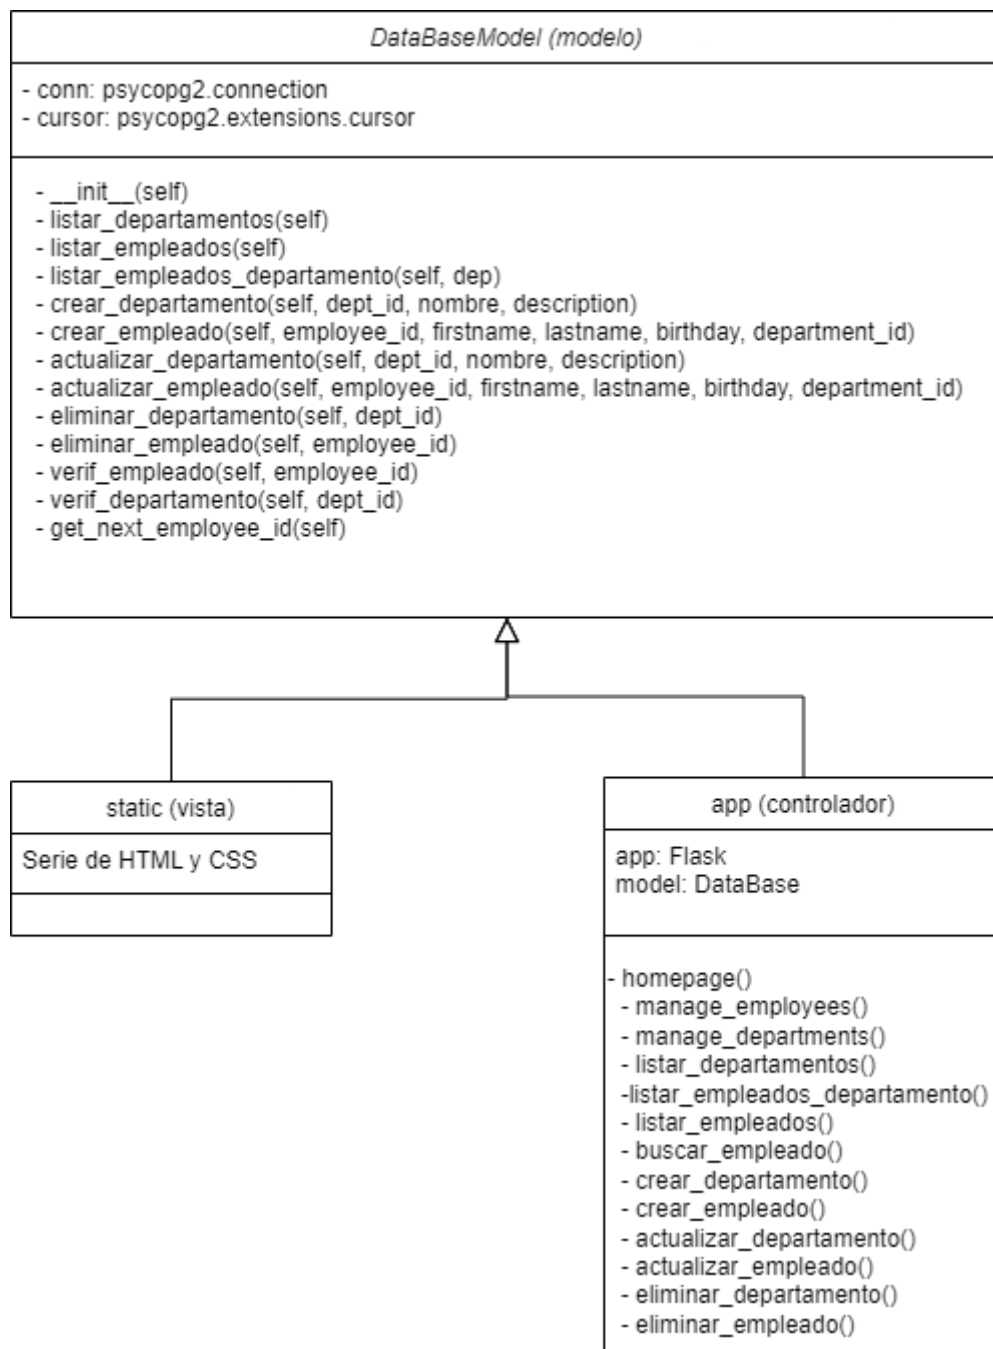 DataBaseModel (modelo)
- conn: psycopg2.connection
- cursor: psycopg2.extensions.cursor
- __init__(self)
- listar_departamentos(self)
- listar_empleados(self)
- listar_empleados_departamento(self, dep)
- crear_departamento(self, dept_id, nombre, description)
- crear_empleado(self, employee_id, firstname, lastname, birthday, department_id)
- actualizar_departamento(self, dept_id, nombre, description)
- actualizar_empleado(self, employee_id, firstname, lastname, birthday, department_id)
- eliminar_departamento(self, dept_id)
- eliminar_empleado(self, employee_id)
- verif_empleado(self, employee_id)
- verif_departamento(self, dept_id)
- get_next_employee_id(self)
static (vista)
Serie de HTML y CSS
app (controlador)
app: Flask
model: DataBase
- homepage()
- manage_employees()
- manage_departments()
- listar_departamentos()
-listar_empleados_departamento()
- listar_empleados()
- buscar_empleado()
- crear_departamento()
- crear_empleado()
- actualizar_departamento()
- actualizar_empleado()
- eliminar_departamento()
- eliminar_empleado()